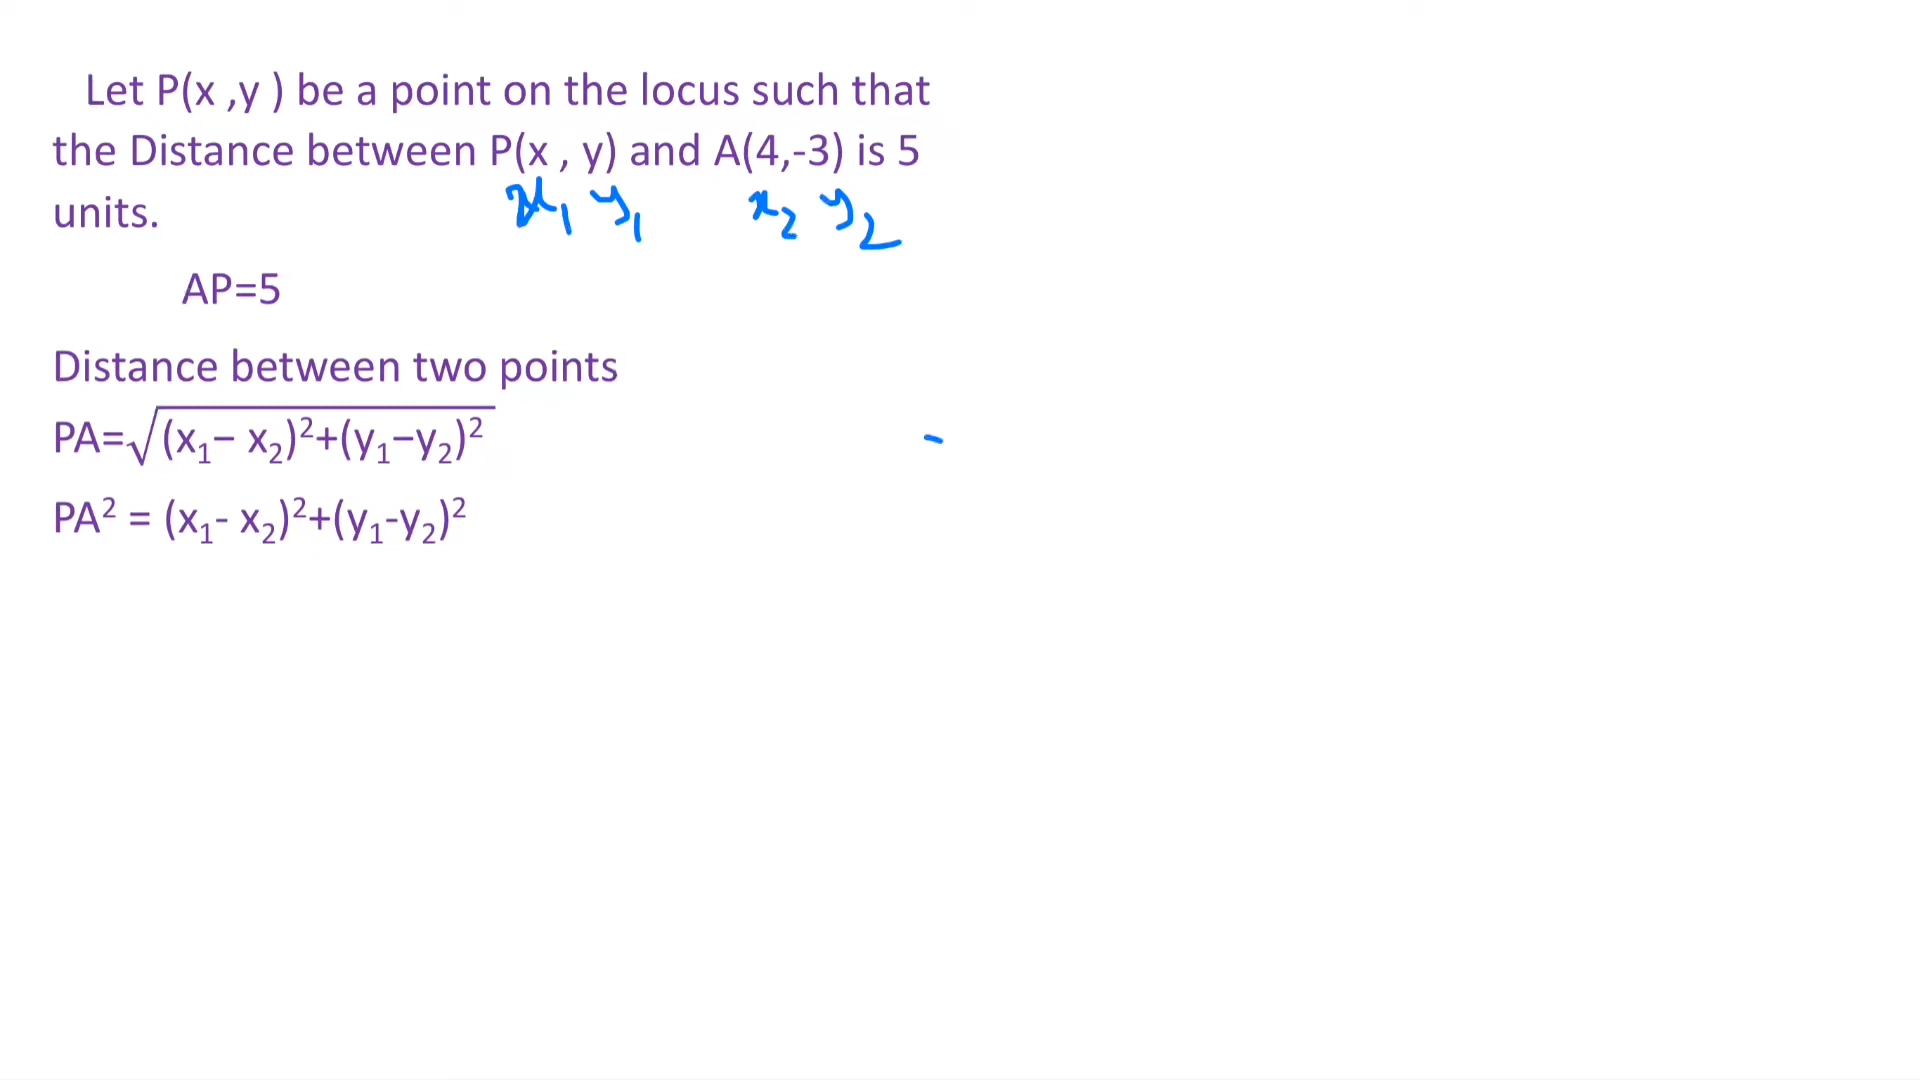 Let P(x ,y ) be a point on the locus such that
the Distance between P(x , y) and A(4,-3) is 5
x₁ y₁ x₂ y₂
units.
AP=5
Distance between two points
PA=√(x₁− x₂)²+(y₁−y₂)²
PA² = (x₁- x₂)²+(y₁-y₂)²